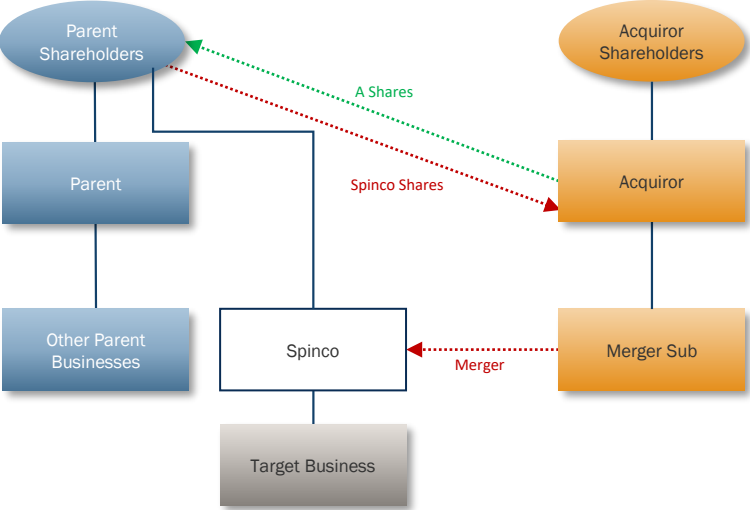 Parent
Shareholders
Acquiror
Shareholders
A Shares
Parent
Spinco Shares
Acquiror
Other Parent
Businesses
Spinco
Merger
Merger Sub
Target Business